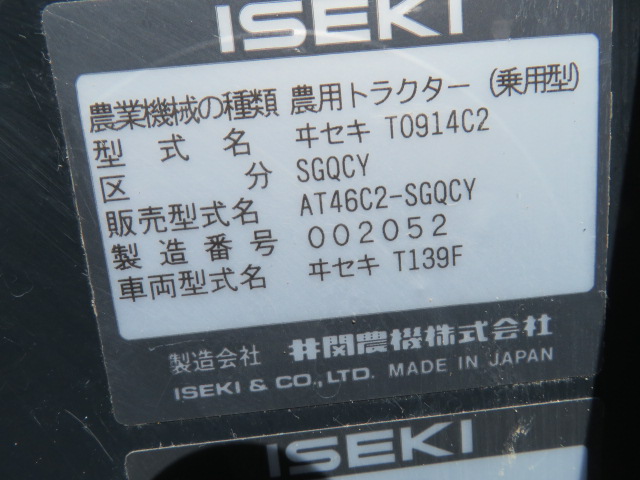 ISEKI
農業機械の種類 農用トラクター (乗用型)
型式名 ヰセキ T0914C2
区分 SGQCY
販売型式名 AT46C2-SGQCY
製造番号 002052
車両型式名 ヰセキ T139F
製造会社 井関農機株式会社
ISEKI & CO.,LTD. MADE IN JAPAN
ISEKI